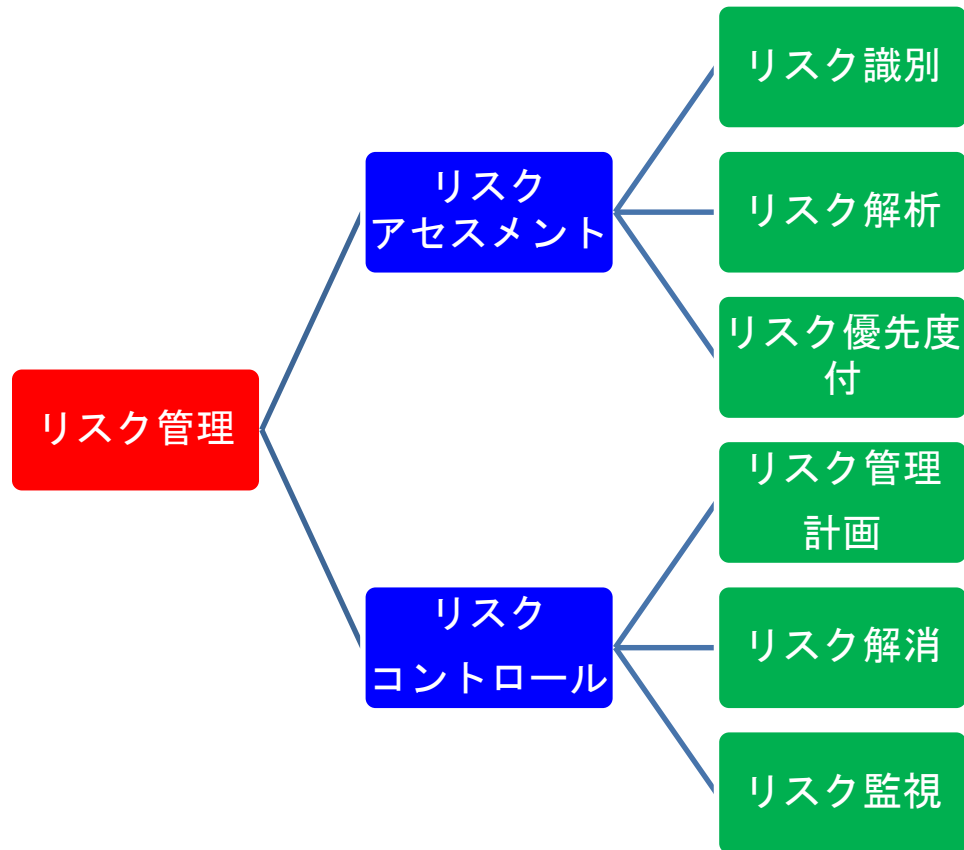 リスク管理
リスク
アセスメント
リスク識別
リスク解析
リスク優先度
付
リスク
コントロール
リスク管理
計画
リスク解消
リスク監視